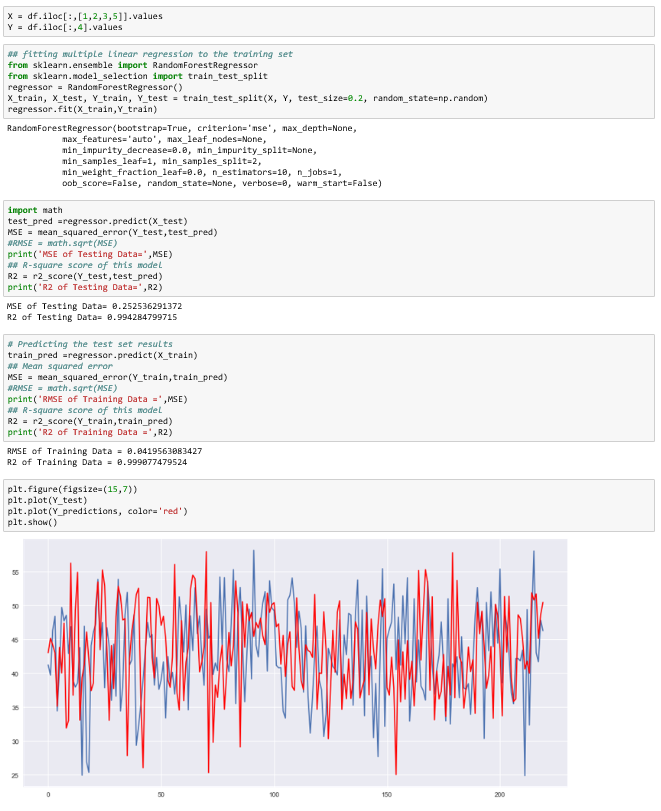 X = df.iloc[:,[1,2,3,5]].values
Y = df.iloc[:,4].values
## fitting multiple linear regression to the training set
from sklearn.ensemble import RandomForestRegressor
from sklearn.model_selection import train_test_split
regressor = RandomForestRegressor()
X_train, X_test, Y_train, Y_test = train_test_split(X, Y, test_size=0.2, random_state=np.random)
regressor.fit(X_train,Y_train)
RandomForestRegressor(bootstrap=True, criterion='mse', max_depth=None,
max_features='auto', max_leaf_nodes=None,
min_impurity_decrease=0.0, min_impurity_split=None,
min_samples_leaf=1, min_samples_split=2,
min_weight_fraction_leaf=0.0, n_estimators=10, n_jobs=1,
oob_score=False, random_state=None, verbose=0, warm_start=False)
import math
test_pred =regressor.predict(X_test)
MSE = mean_squared_error(Y_test,test_pred)
#RMSE = math.sqrt(MSE)
print('MSE of Testing Data=',MSE)
## R-square score of this model
R2 = r2_score(Y_test,test_pred)
print('R2 of Testing Data=',R2)
MSE of Testing Data= 0.252536291372
R2 of Testing Data= 0.994284799715
# Predicting the test set results
train_pred =regressor.predict(X_train)
## Mean squared error
MSE = mean_squared_error(Y_train,train_pred)
#RMSE = math.sqrt(MSE)
print('RMSE of Training Data =',MSE)
## R-square score of this model
R2 = r2_score(Y_train,train_pred)
print('R2 of Training Data =',R2)
RMSE of Training Data = 0.0419563083427
R2 of Training Data = 0.999077479524
plt.figure(figsize=(15,7))
plt.plot(Y_test)
plt.plot(Y_predictions, color='red')
plt.show()
55
50
45
40
35
30
25
0 50 100 150 200